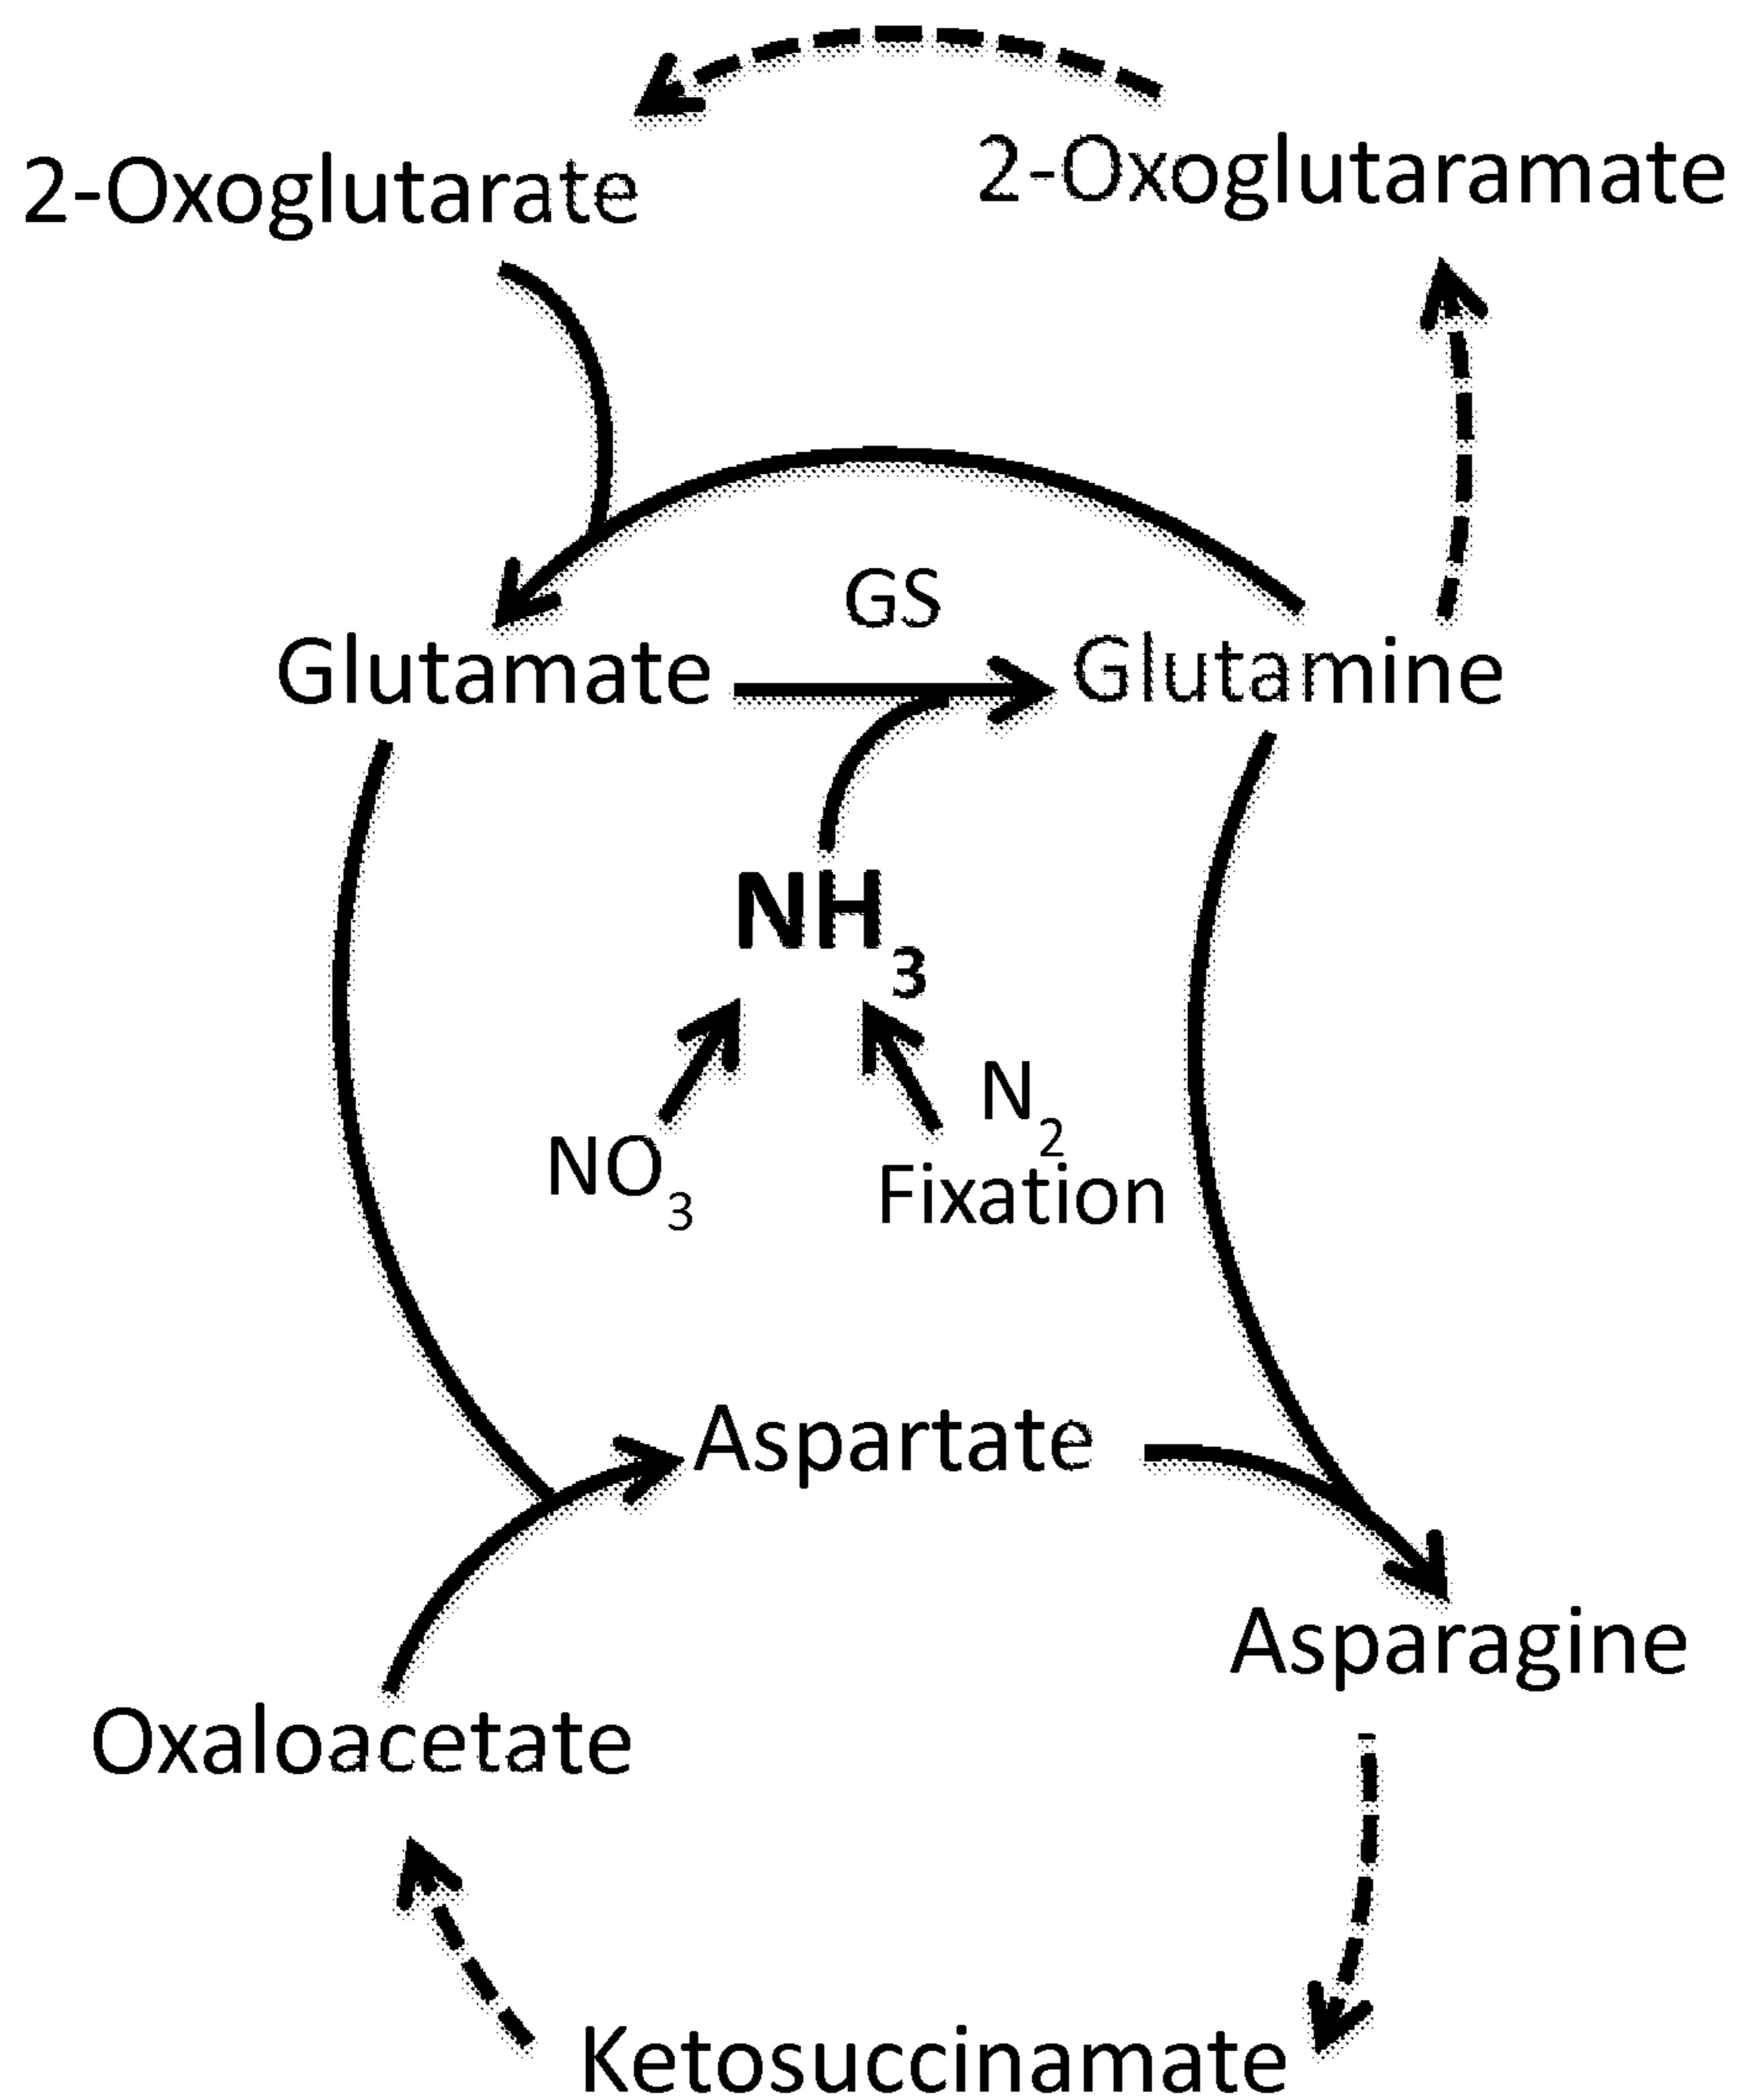 2-Oxoglutarate
2-Oxoglutaramate
GS
Glutamate
Glutamine
NH3
NO3
N2
Fixation
Aspartate
Asparagine
Oxaloacetate
Ketosuccinamate